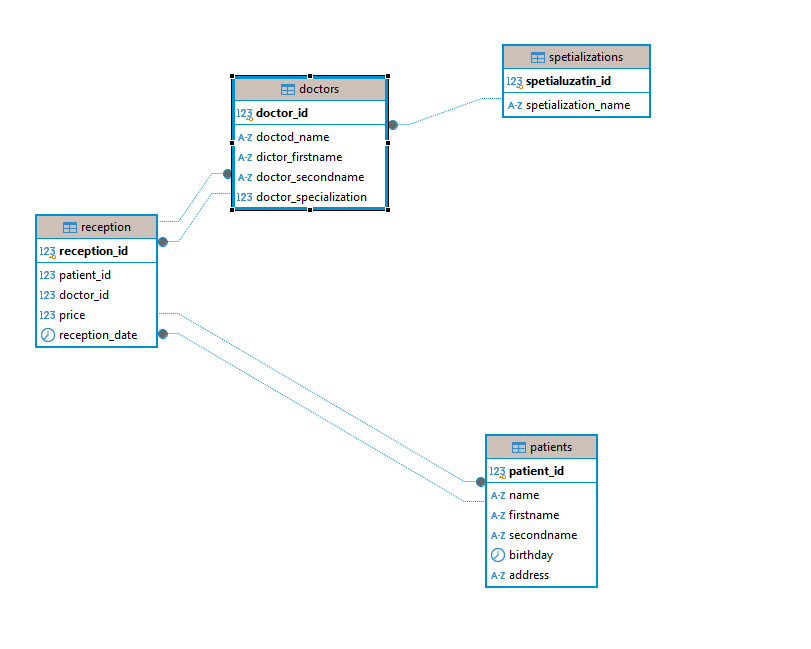 spetializations
123 spetialuzatin_id
A-Z spetialization_name
doctors
123 doctor_id
A-Z doctod_name
A-Z dictor_firstname
A-Z doctor_secondname
123 doctor_specialization
reception
123 reception_id
123 patient_id
123 doctor_id
123 price
reception_date
patients
123 patient_id
A-Z name
A-Z firstname
A-Z secondname
birthday
A-Z address